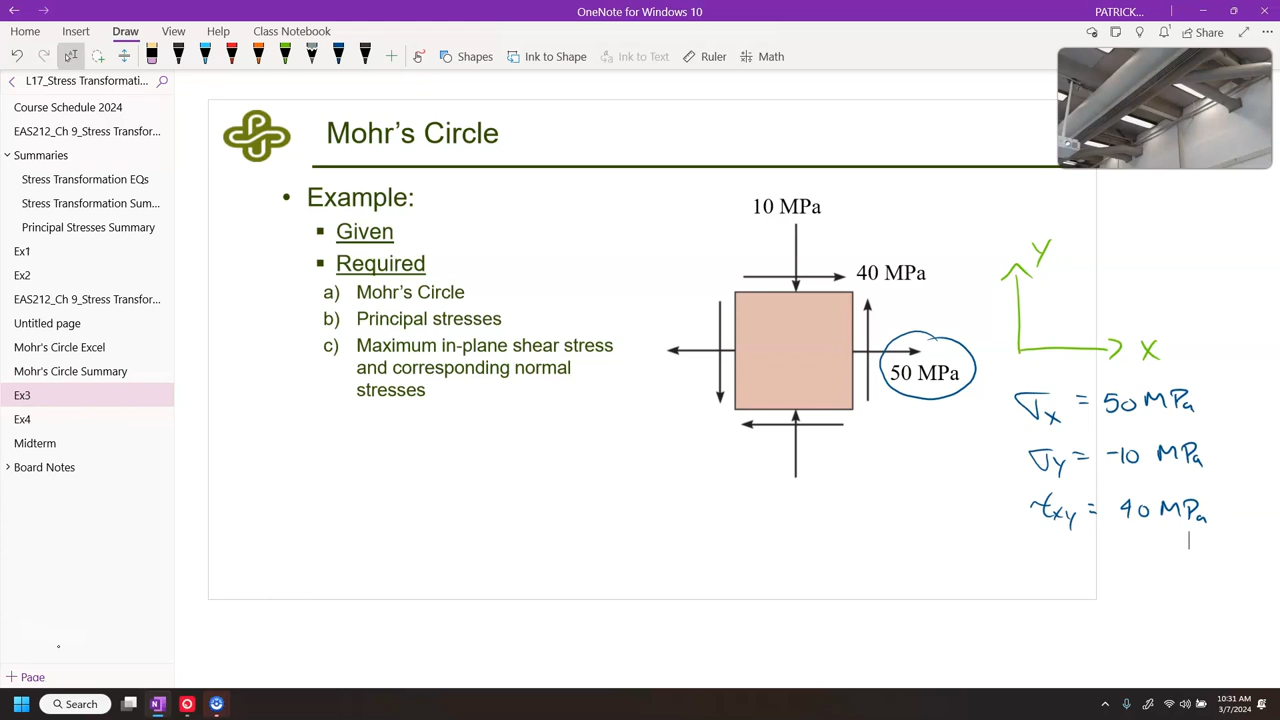 OneNote for Windows 10
PATRICK...
Home Insert Draw View Help Class Notebook
Share
Shapes Ink to Shape Ink to Text Ruler Math
L17_Stress Transformati...
Course Schedule 2024
EAS212_Ch 9_Stress Transfor...
Summaries
Stress Transformation EQs
Stress Transformation Sum...
Principal Stresses Summary
Ex1
Ex2
EAS212_Ch 9_Stress Transfor...
Untitled page
Mohr's Circle Excel
Mohr's Circle Summary
Ex3
Ex4
Midterm
Board Notes
+ Page
Mohr's Circle
• Example:
▪ Given
▪ Required
a) Mohr's Circle
b) Principal stresses
c) Maximum in-plane shear stress
and corresponding normal
stresses
10 MPa
40 MPa
50 MPa
Y
X
σx = 50 MPa
σy = -10 MPa
τxy = 40 MPa
Search
10:31 AM
3/7/2024